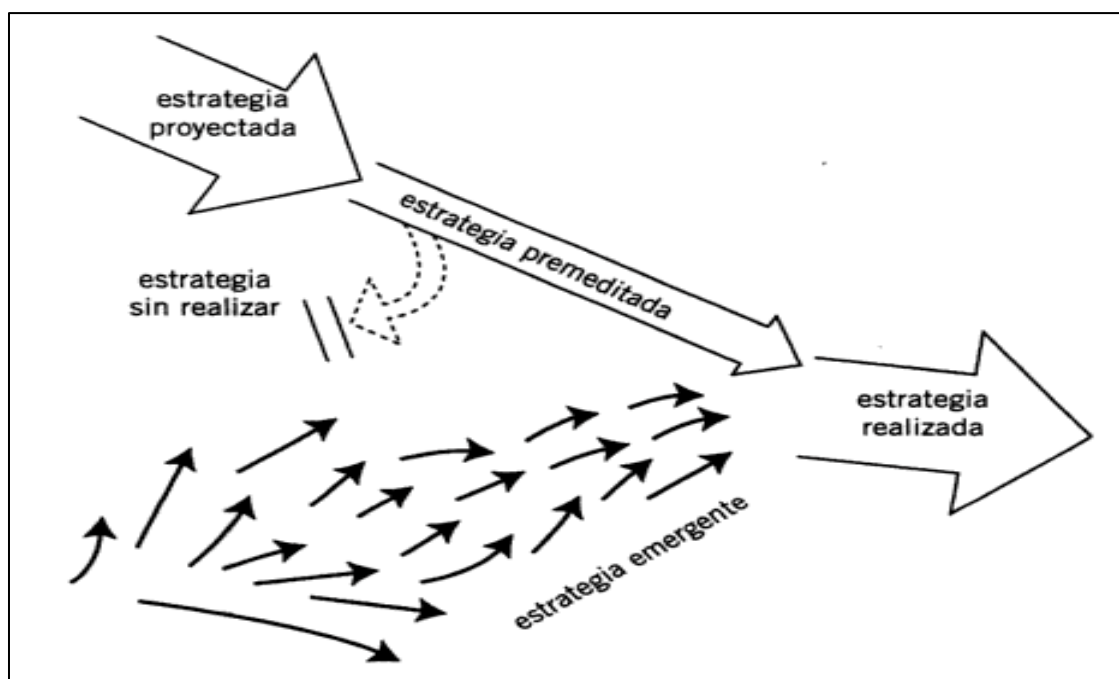 estrategia
proyectada
estrategia premeditada
estrategia
sin realizar
estrategia
realizada
estrategia emergente